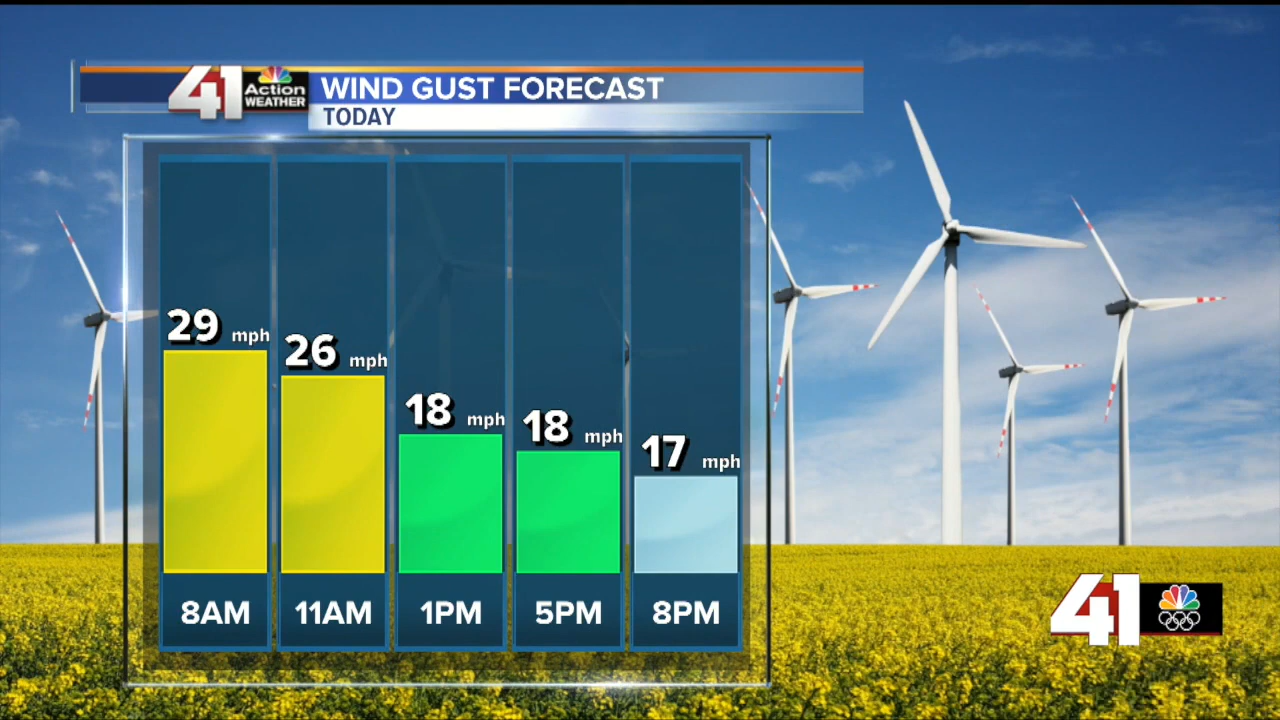 41 Action WEATHER WIND GUST FORECAST
TODAY
29 mph
26 mph
18 mph
18 mph
17 mph
8AM 11AM 1PM 5PM 8PM
41